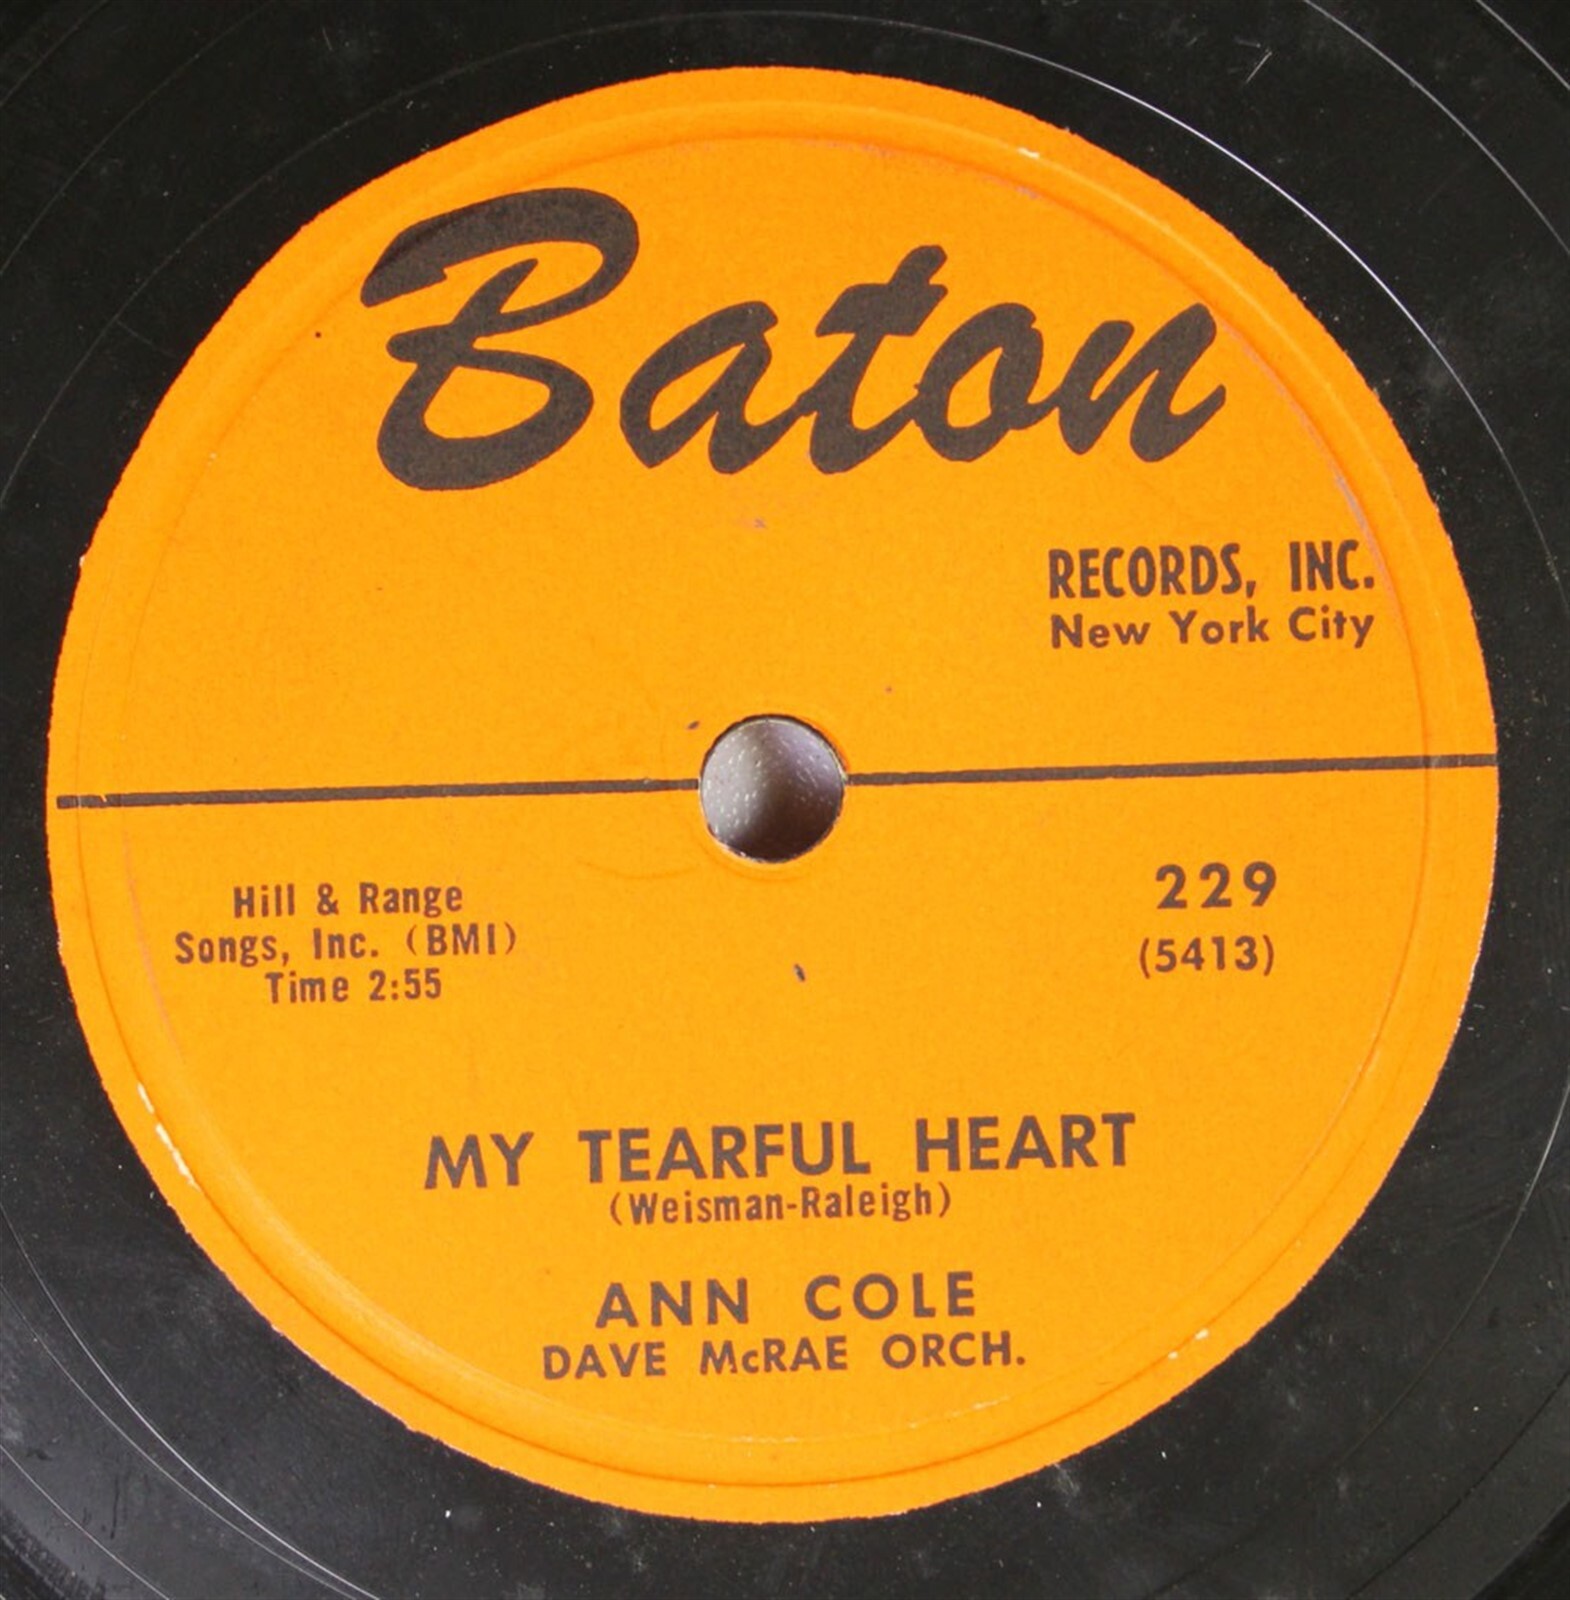 Baton
RECORDS, INC.
New York City
Hill & Range
Songs, Inc. (BMI)
Time 2:55
229
(5413)
MY TEARFUL HEART
(Weisman-Raleigh)
ANN COLE
DAVE McRAE ORCH.